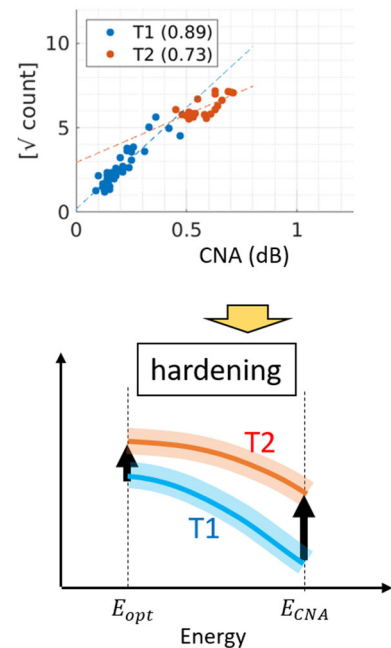 10
T1 (0.89)
T2 (0.73)
[√ count]
5
0
0
0.5
1
CNA (dB)
hardening
T2
T1
E_opt
E_CNA
Energy